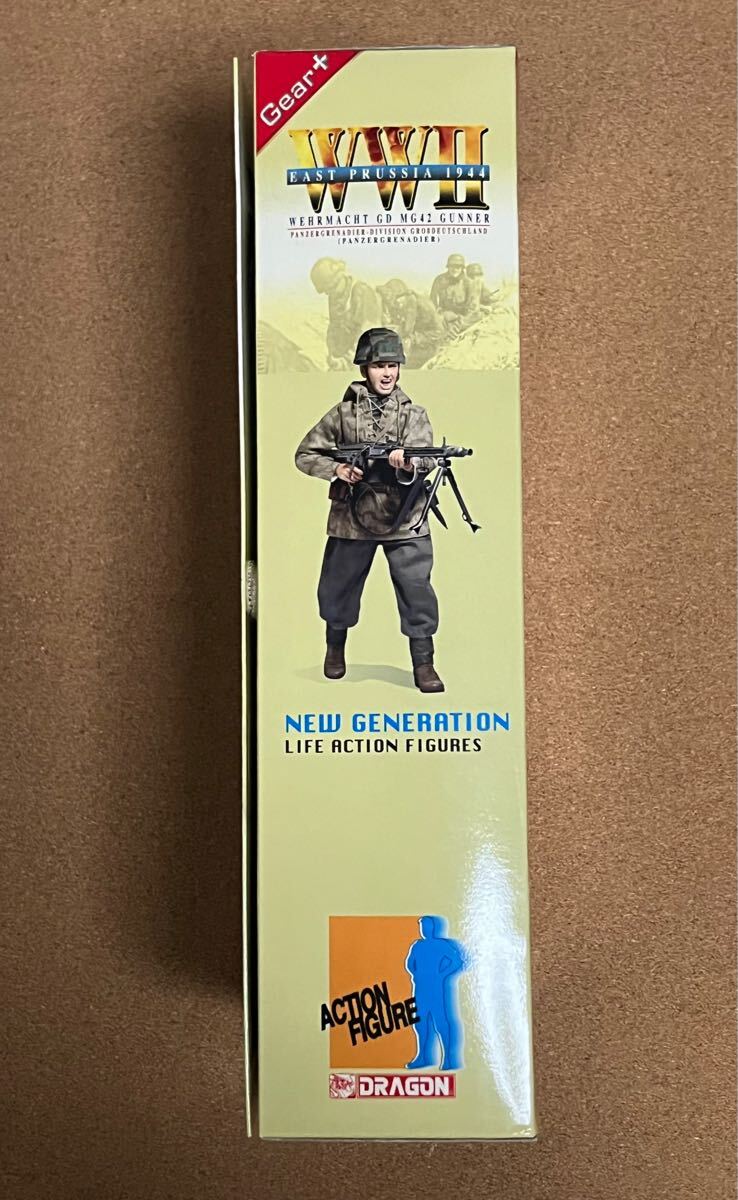 Gear+
WWII
EAST PRUSSIA 1944
WEHRMACHT GD MG42 GUNNER
PANZERGRENADIER-DIVISION GROßDEUTSCHLAND
(PANZERGRENADIER)
NEW GENERATION
LIFE ACTION FIGURES
ACTION
FIGURE
DRAGON